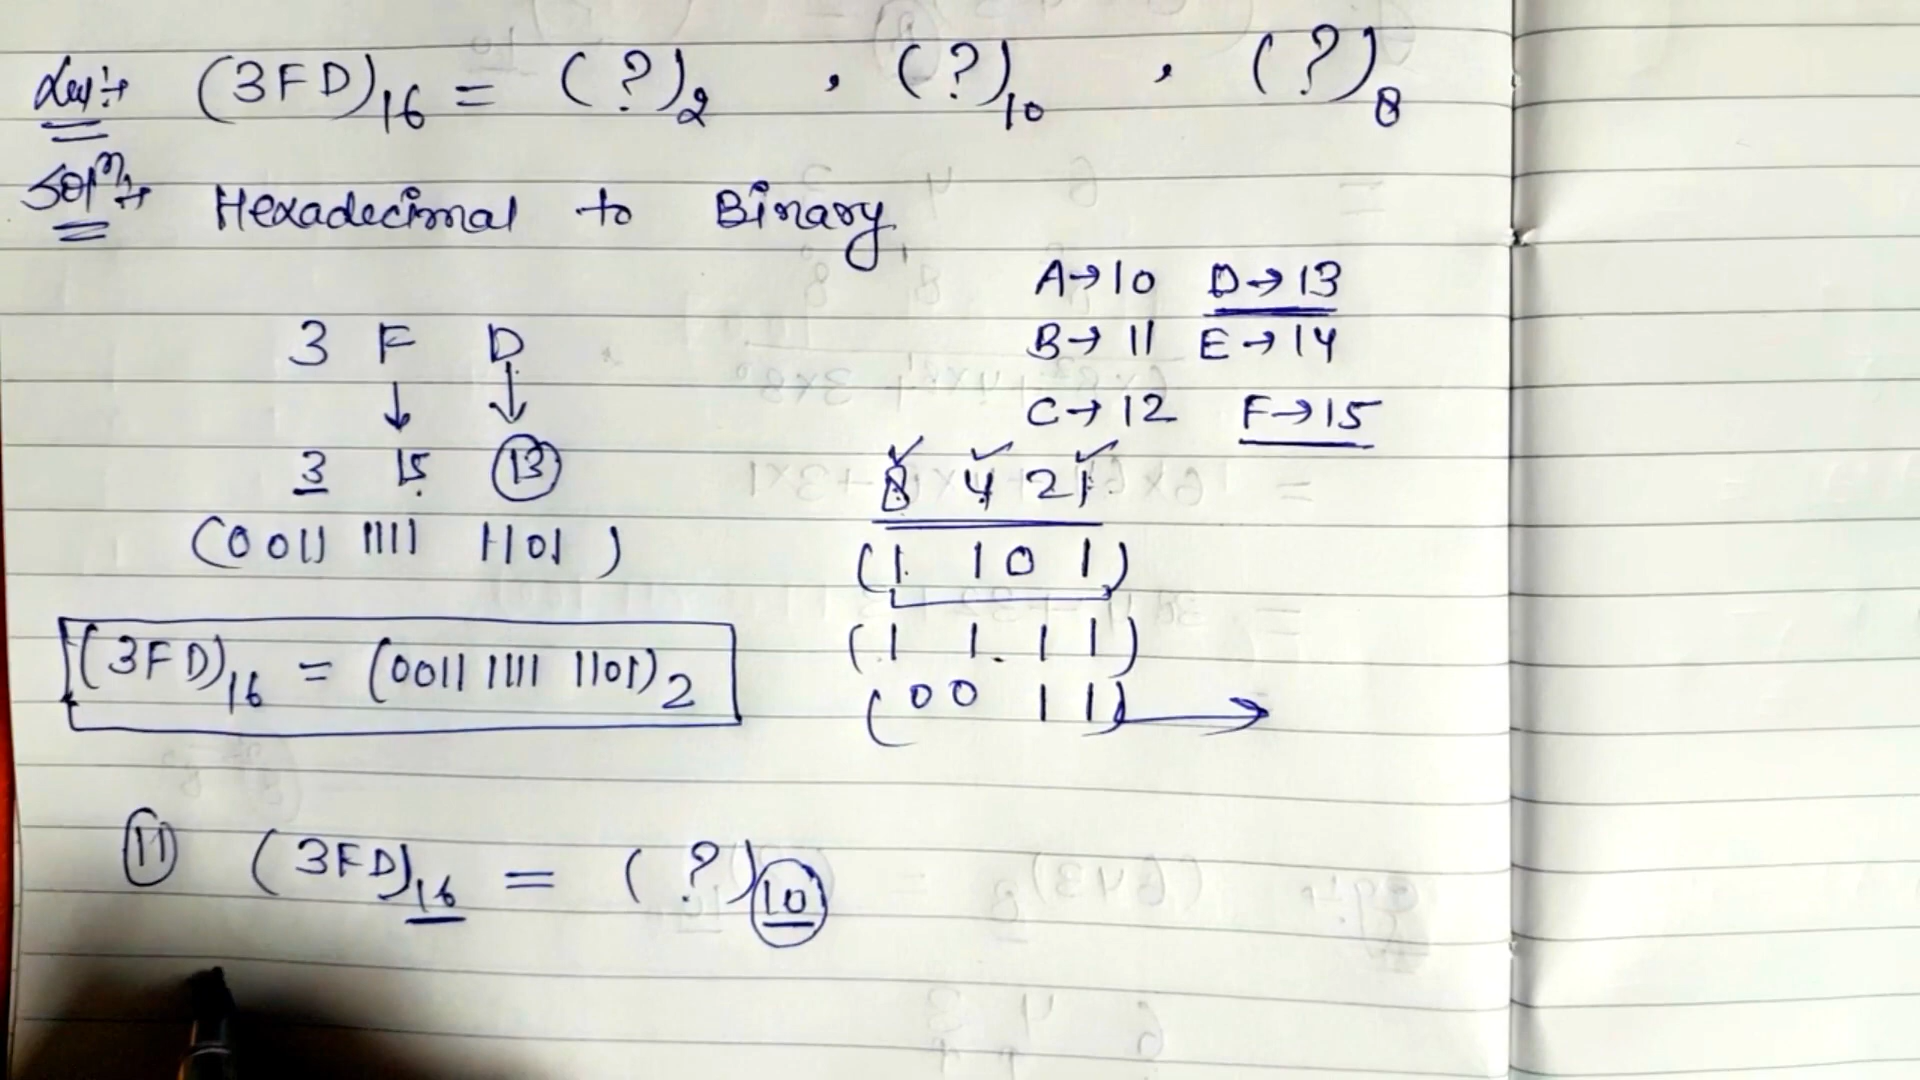 (3FD)16 = (?)2 , (?)10 , (?)8
Solⁿ:→ Hexadecimal to Binary
A→10 D→13
B→11 E→14
C→12 F→15
3 F D
↓ ↓
3 15 13
(0011 1111 1101)
8 4 2 1
(1 1 0 1)
(1 1 1 1)
(0 0 1 1) →
(3FD)16 = (0011 1111 1101)2
(11) (3FD)16 = (?)10